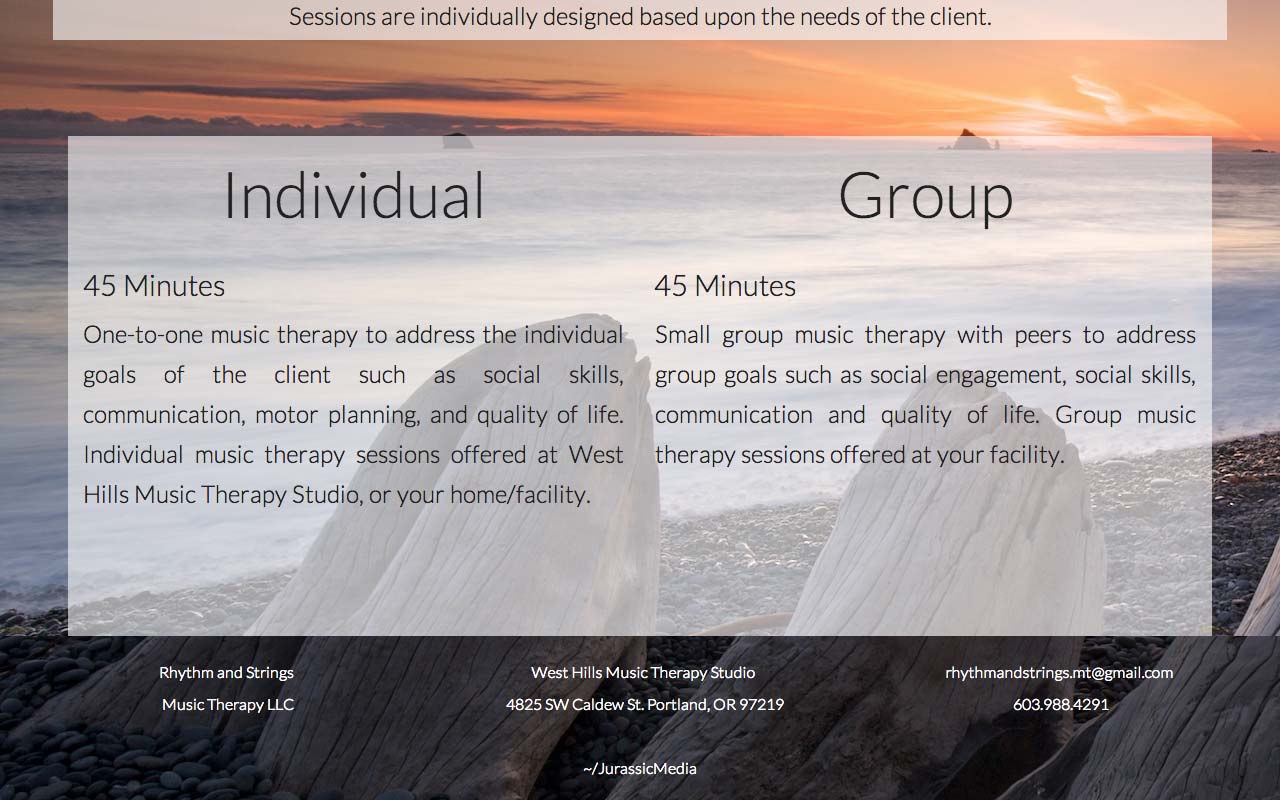 Sessions are individually designed based upon the needs of the client.
Individual
45 Minutes
One-to-one music therapy to address the individual
goals of the client such as social skills,
communication, motor planning, and quality of life.
Individual music therapy sessions offered at West
Hills Music Therapy Studio, or your home/facility.
Group
45 Minutes
Small group music therapy with peers to address
group goals such as social engagement, social skills,
communication and quality of life. Group music
therapy sessions offered at your facility.
Rhythm and Strings
Music Therapy LLC
West Hills Music Therapy Studio
4825 SW Caldew St. Portland, OR 97219
rhythmandstrings.mt@gmail.com
603.988.4291
~/JurassicMedia